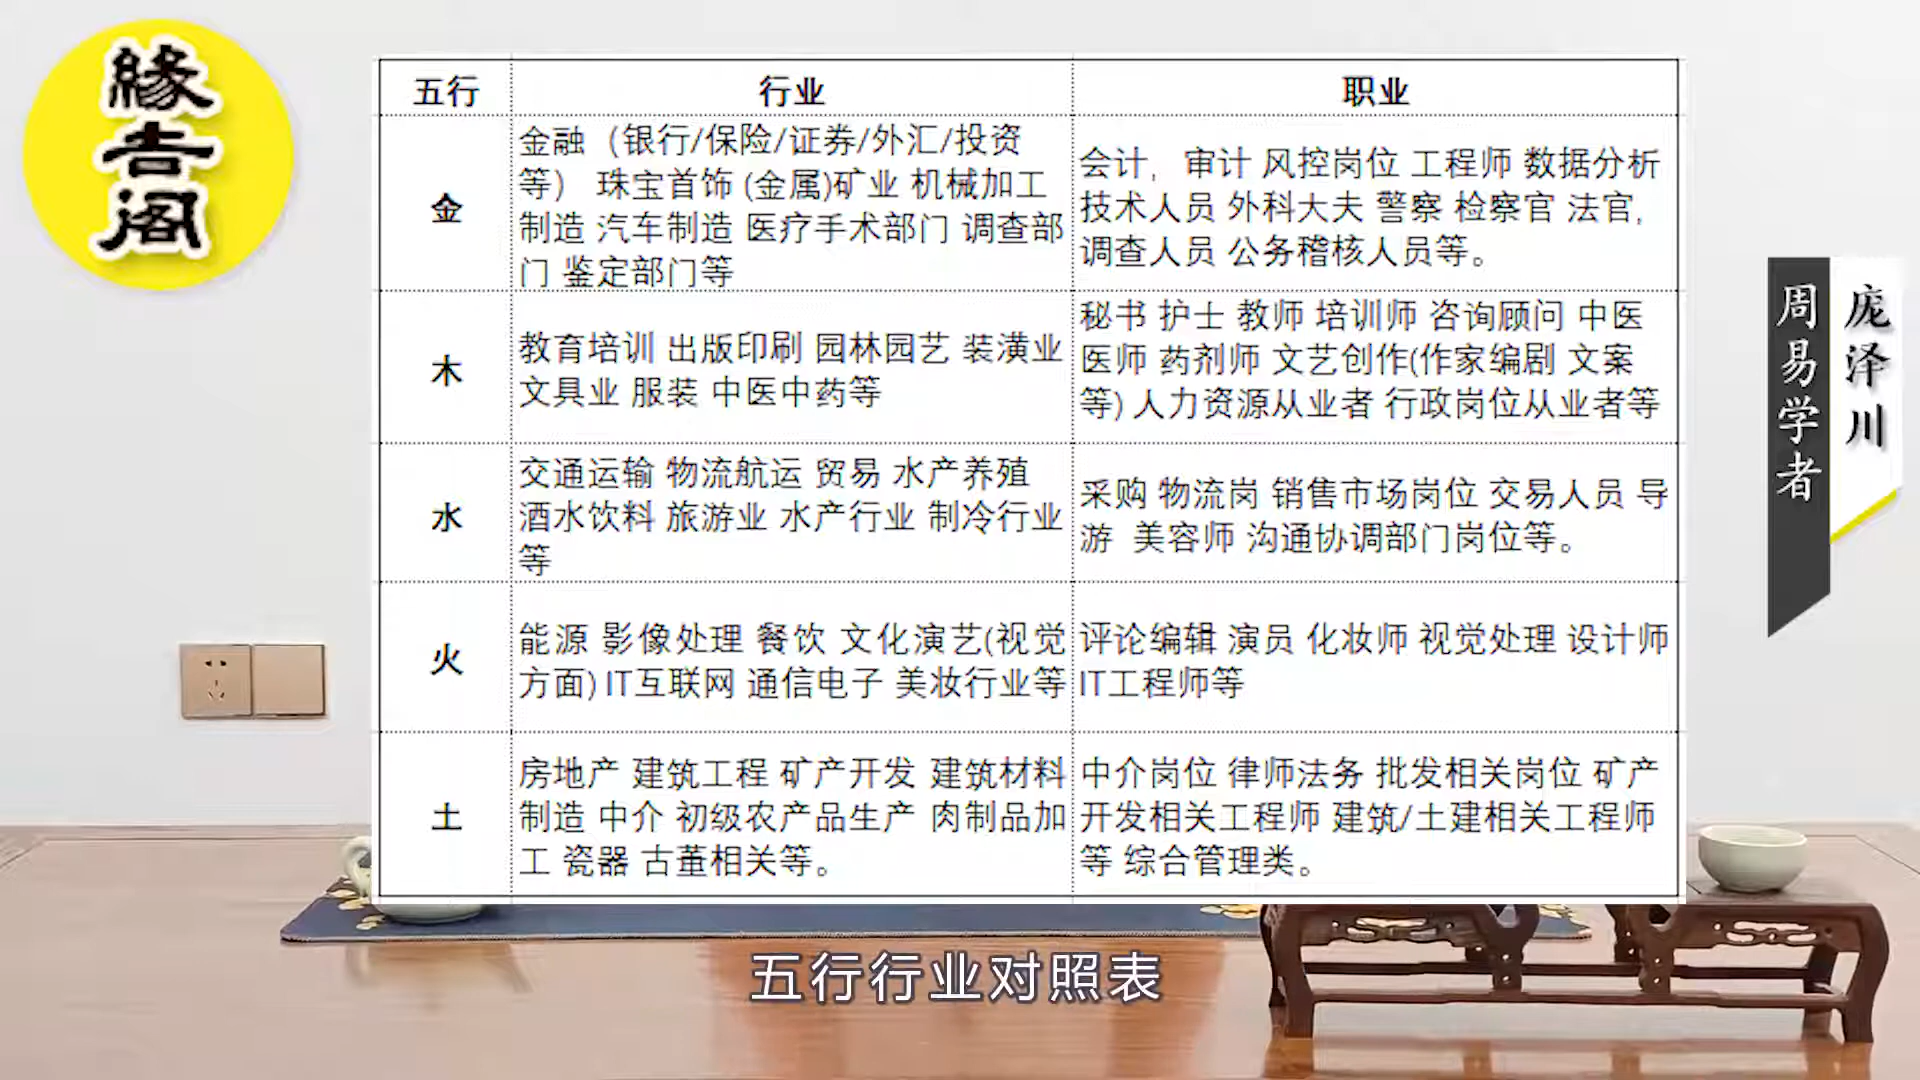 緣吉阁
五行 行业 职业
金
金融（银行/保险/证券/外汇/投资
等） 珠宝首饰 (金属)矿业 机械加工
制造 汽车制造 医疗手术部门 调查部
门 鉴定部门等
会计，审计 风控岗位 工程师 数据分析
技术人员 外科大夫 警察 检察官 法官，
调查人员 公务稽核人员等。
木
教育培训 出版印刷 园林园艺 装潢业
文具业 服装 中医中药等
秘书 护士 教师 培训师 咨询顾问 中医
医师 药剂师 文艺创作(作家编剧 文案
等) 人力资源从业者 行政岗位从业者等
水
交通运输 物流航运 贸易 水产养殖
酒水饮料 旅游业 水产行业 制冷行业
等
采购 物流岗 销售市场岗位 交易人员 导
游 美容师 沟通协调部门岗位等。
火
能源 影像处理 餐饮 文化演艺(视觉
方面) IT互联网 通信电子 美妆行业等
评论编辑 演员 化妆师 视觉处理 设计师
IT工程师等
土
房地产 建筑工程 矿产开发 建筑材料
制造 中介 初级农产品生产 肉制品加
工 瓷器 古董相关等。
中介岗位 律师法务 批发相关岗位 矿产
开发相关工程师 建筑/土建相关工程师
等 综合管理类。
庞泽川
周易学者
五行行业对照表